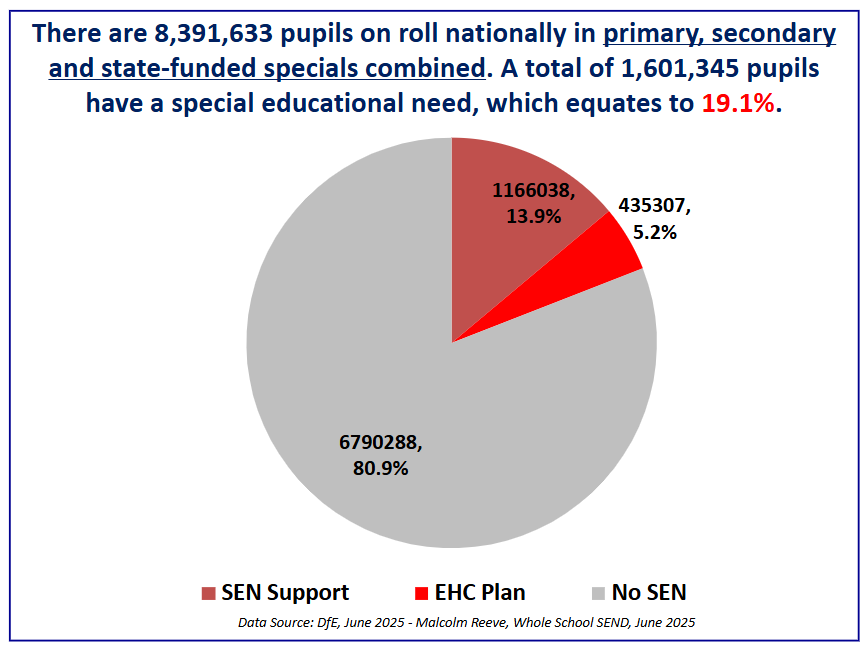 There are 8,391,633 pupils on roll nationally in primary, secondary
and state-funded specials combined. A total of 1,601,345 pupils
have a special educational need, which equates to 19.1%.
1166038,
13.9%
435307,
5.2%
6790288,
80.9%
SEN Support EHC Plan No SEN
Data Source: DfE, June 2025 - Malcolm Reeve, Whole School SEND, June 2025